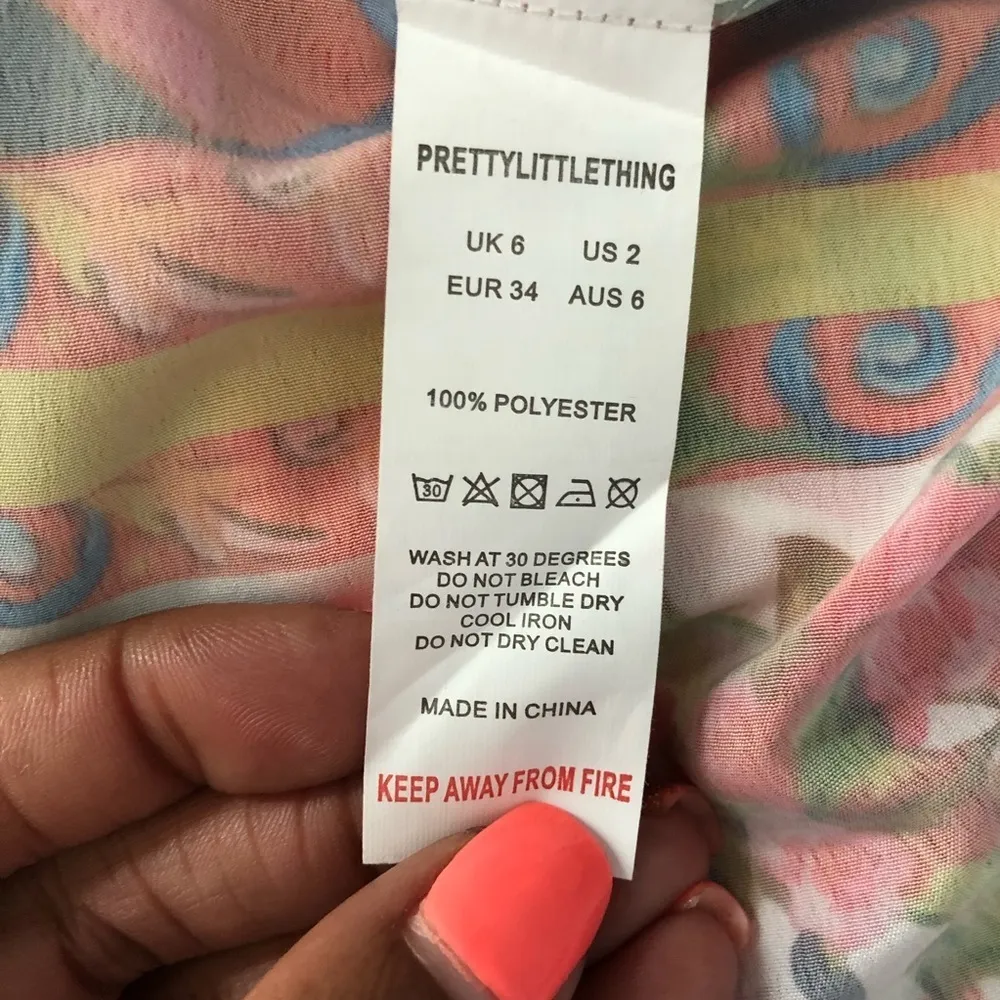 PRETTYLITTLETHING
UK 6 US 2
EUR 34 AUS 6
100% POLYESTER
30
WASH AT 30 DEGREES
DO NOT BLEACH
DO NOT TUMBLE DRY
COOL IRON
DO NOT DRY CLEAN
MADE IN CHINA
KEEP AWAY FROM FIRE